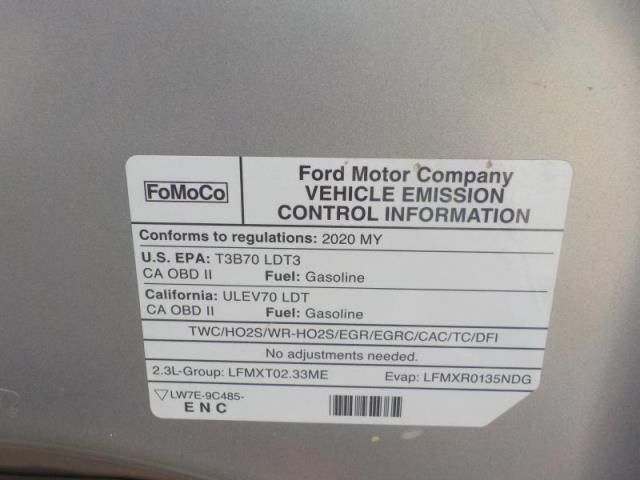 FoMoCo
Ford Motor Company
VEHICLE EMISSION
CONTROL INFORMATION
Conforms to regulations: 2020 MY
U.S. EPA: T3B70 LDT3
CA OBD II Fuel: Gasoline
California: ULEV70 LDT
CA OBD II Fuel: Gasoline
TWC/HO2S/WR-HO2S/EGR/EGRC/CAC/TC/DFI
No adjustments needed.
2.3L-Group: LFMXT02.33ME Evap: LFMXR0135NDG
LW7E-9C485-
ENC